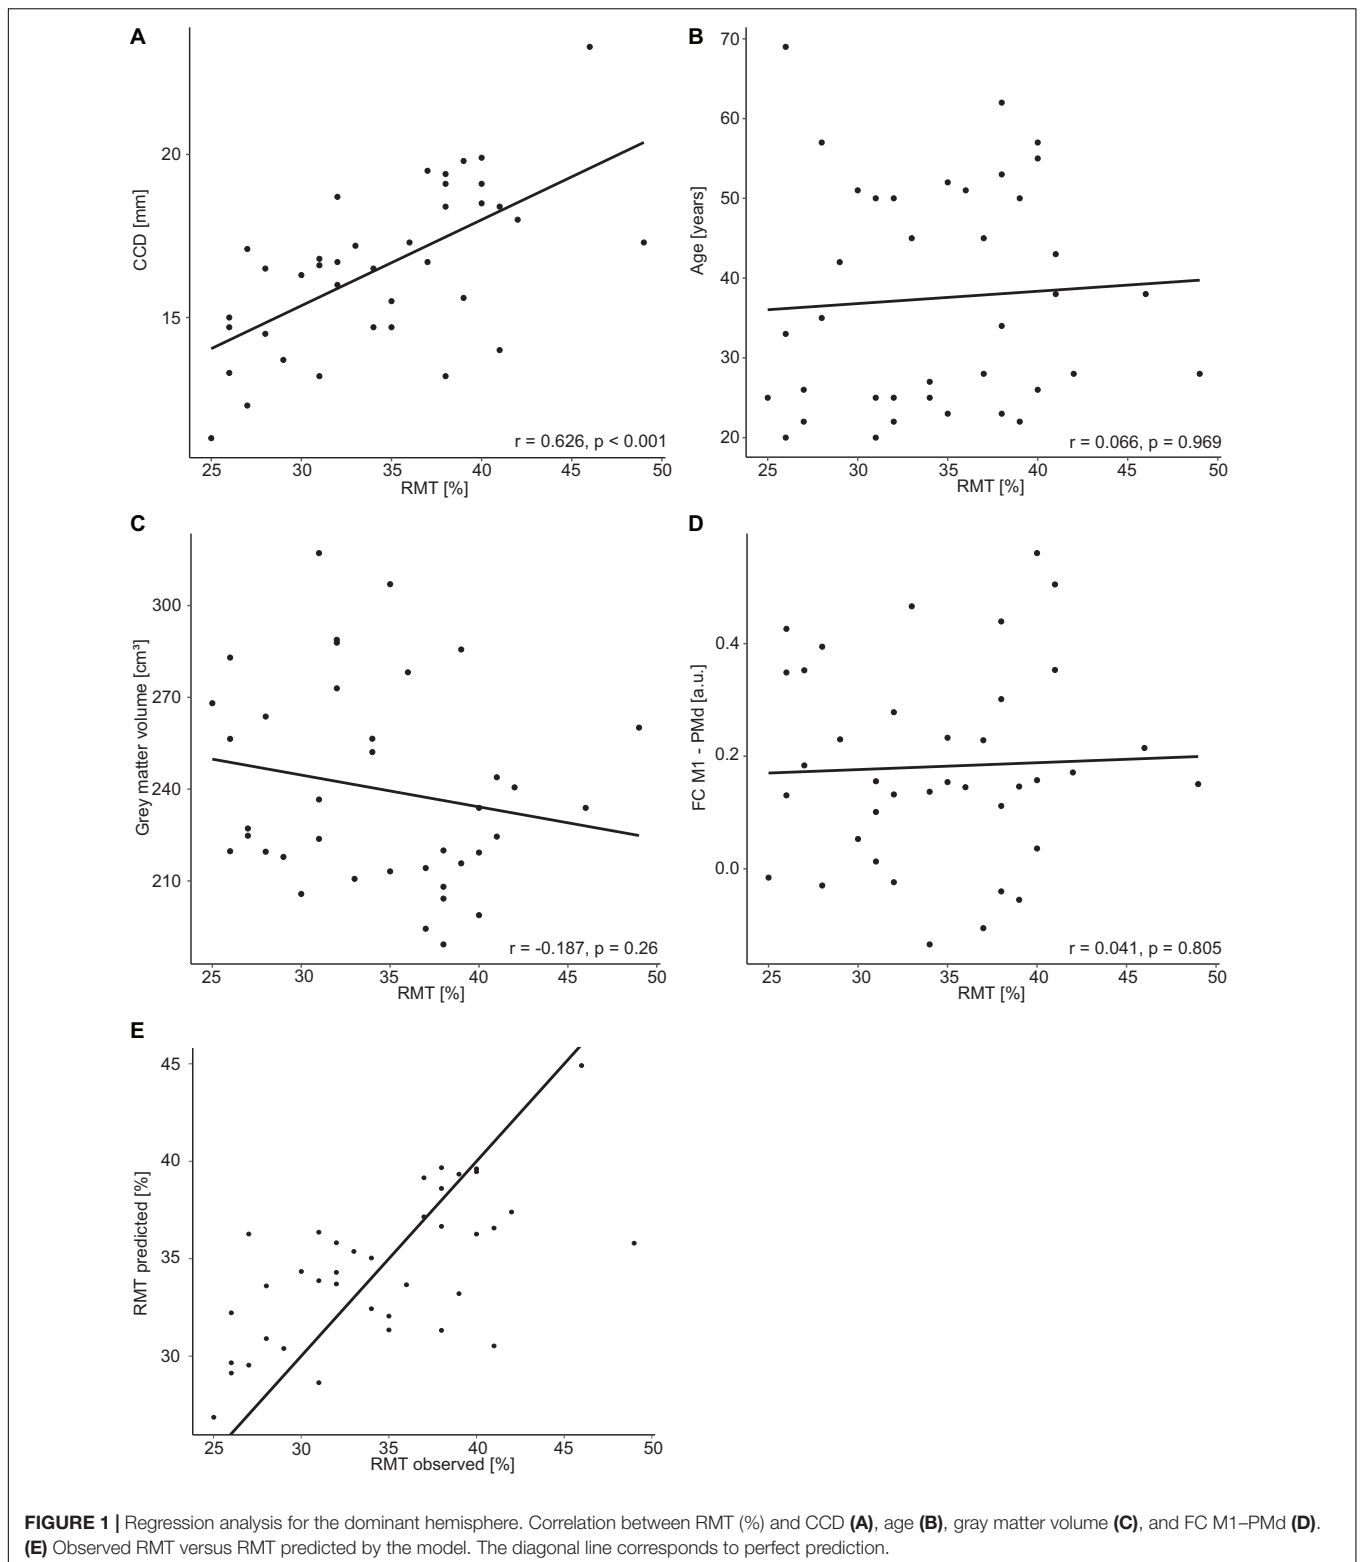 A
20
15
CCD [mm]
r = 0.626, p < 0.001
25 30 35 40 45 50
RMT [%]
B
70
60
50
40
30
20
Age [years]
r = 0.066, p = 0.969
25 30 35 40 45 50
RMT [%]
C
300
270
240
210
Grey matter volume [cm³]
r = -0.187, p = 0.26
25 30 35 40 45 50
RMT [%]
D
0.4
0.2
0.0
FC M1 - PMd [a.u.]
r = 0.041, p = 0.805
25 30 35 40 45 50
RMT [%]
E
45
40
35
30
RMT predicted [%]
25 30 35 40 45 50
RMT observed [%]
FIGURE 1 | Regression analysis for the dominant hemisphere. Correlation between RMT (%) and CCD (A), age (B), gray matter volume (C), and FC M1–PMd (D).
(E) Observed RMT versus RMT predicted by the model. The diagonal line corresponds to perfect prediction.